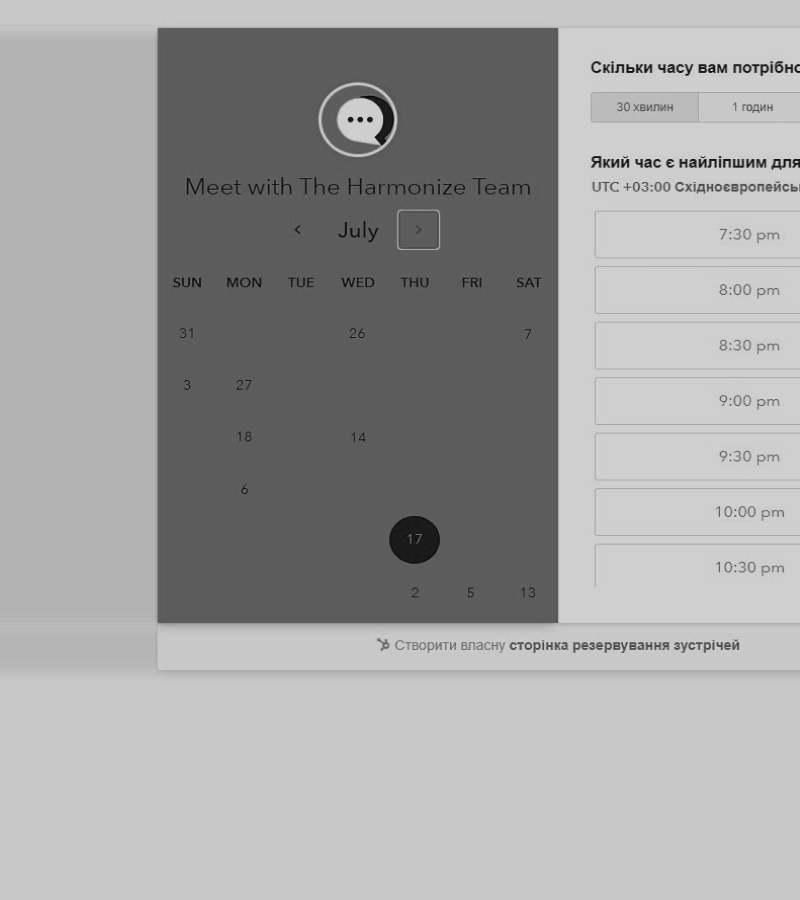 Meet with The Harmonize Team
July
SUN MON TUE WED THU FRI SAT
31 26 7
3 27
18 14
6
17
2 5 13
Скільки часу вам потрібно
30 хвилин 1 годин
Який час є найліпшим для
UTC +03:00 Східноєвропейсь
7:30 pm
8:00 pm
8:30 pm
9:00 pm
9:30 pm
10:00 pm
10:30 pm
Створити власну сторінка резервування зустрічей